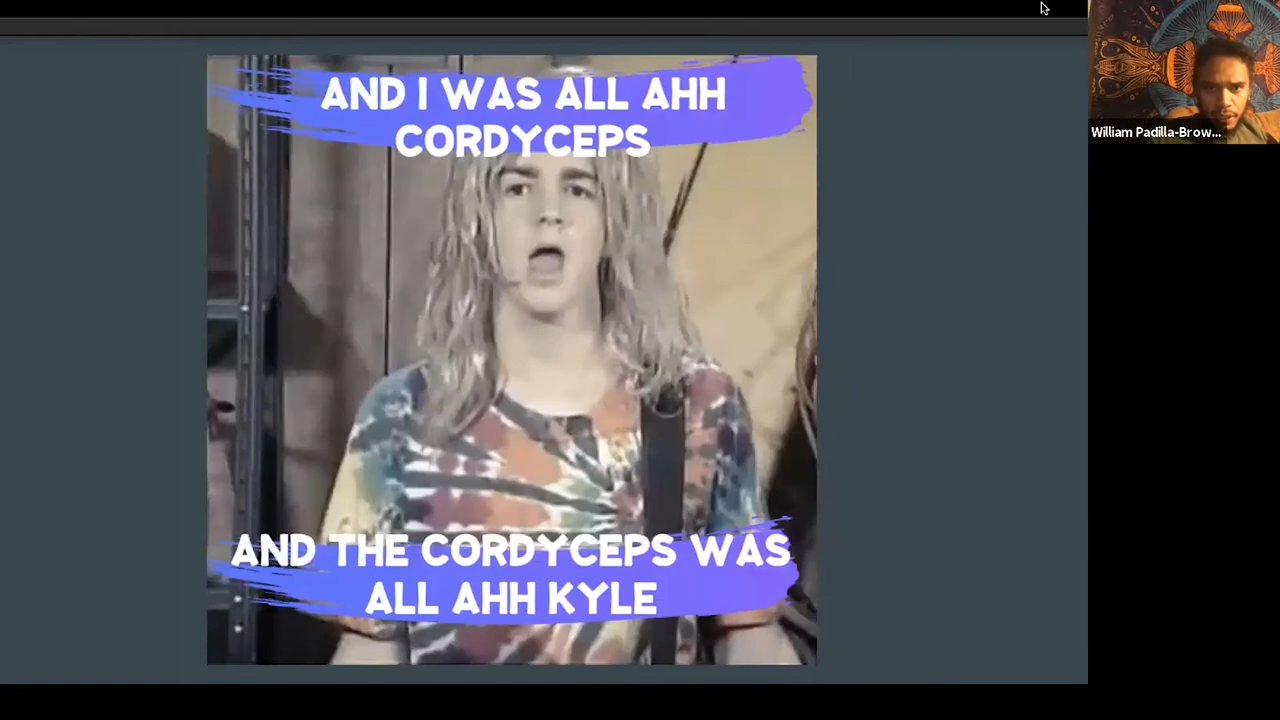 AND I WAS ALL AHH
CORDYCEPS
William Padilla-Brow...
AND THE CORDYCEPS WAS
ALL AHH KYLE